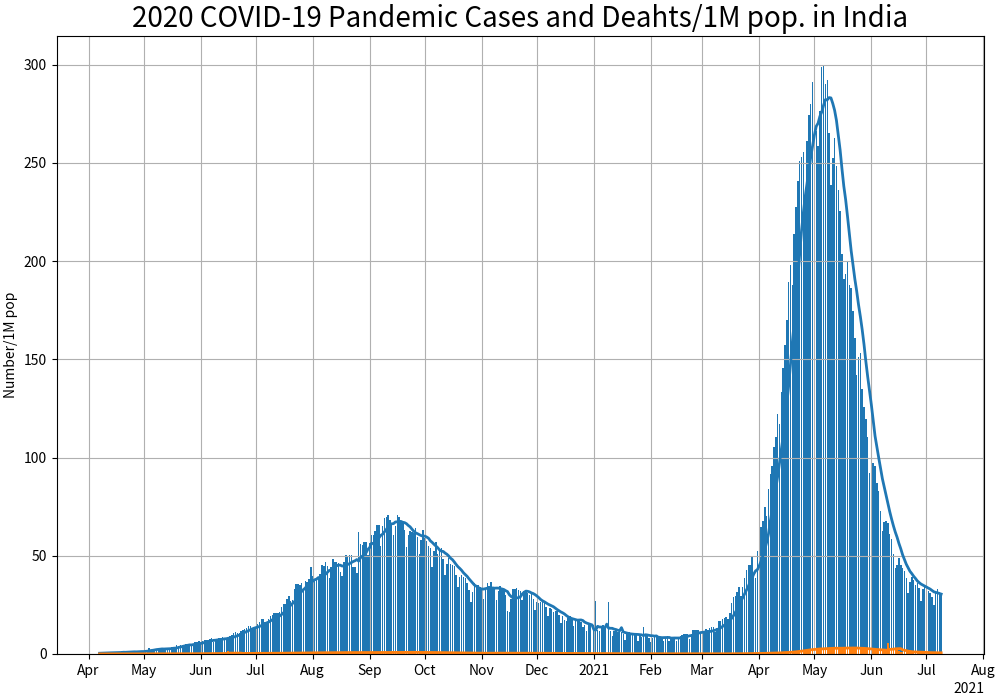 2020 COVID-19 Pandemic Cases and Deahts/1M pop. in India
Number/1M pop
300
250
200
150
100
50
0
Apr May Jun Jul Aug Sep Oct Nov Dec 2021 Feb Mar Apr May Jun Jul Aug
2021